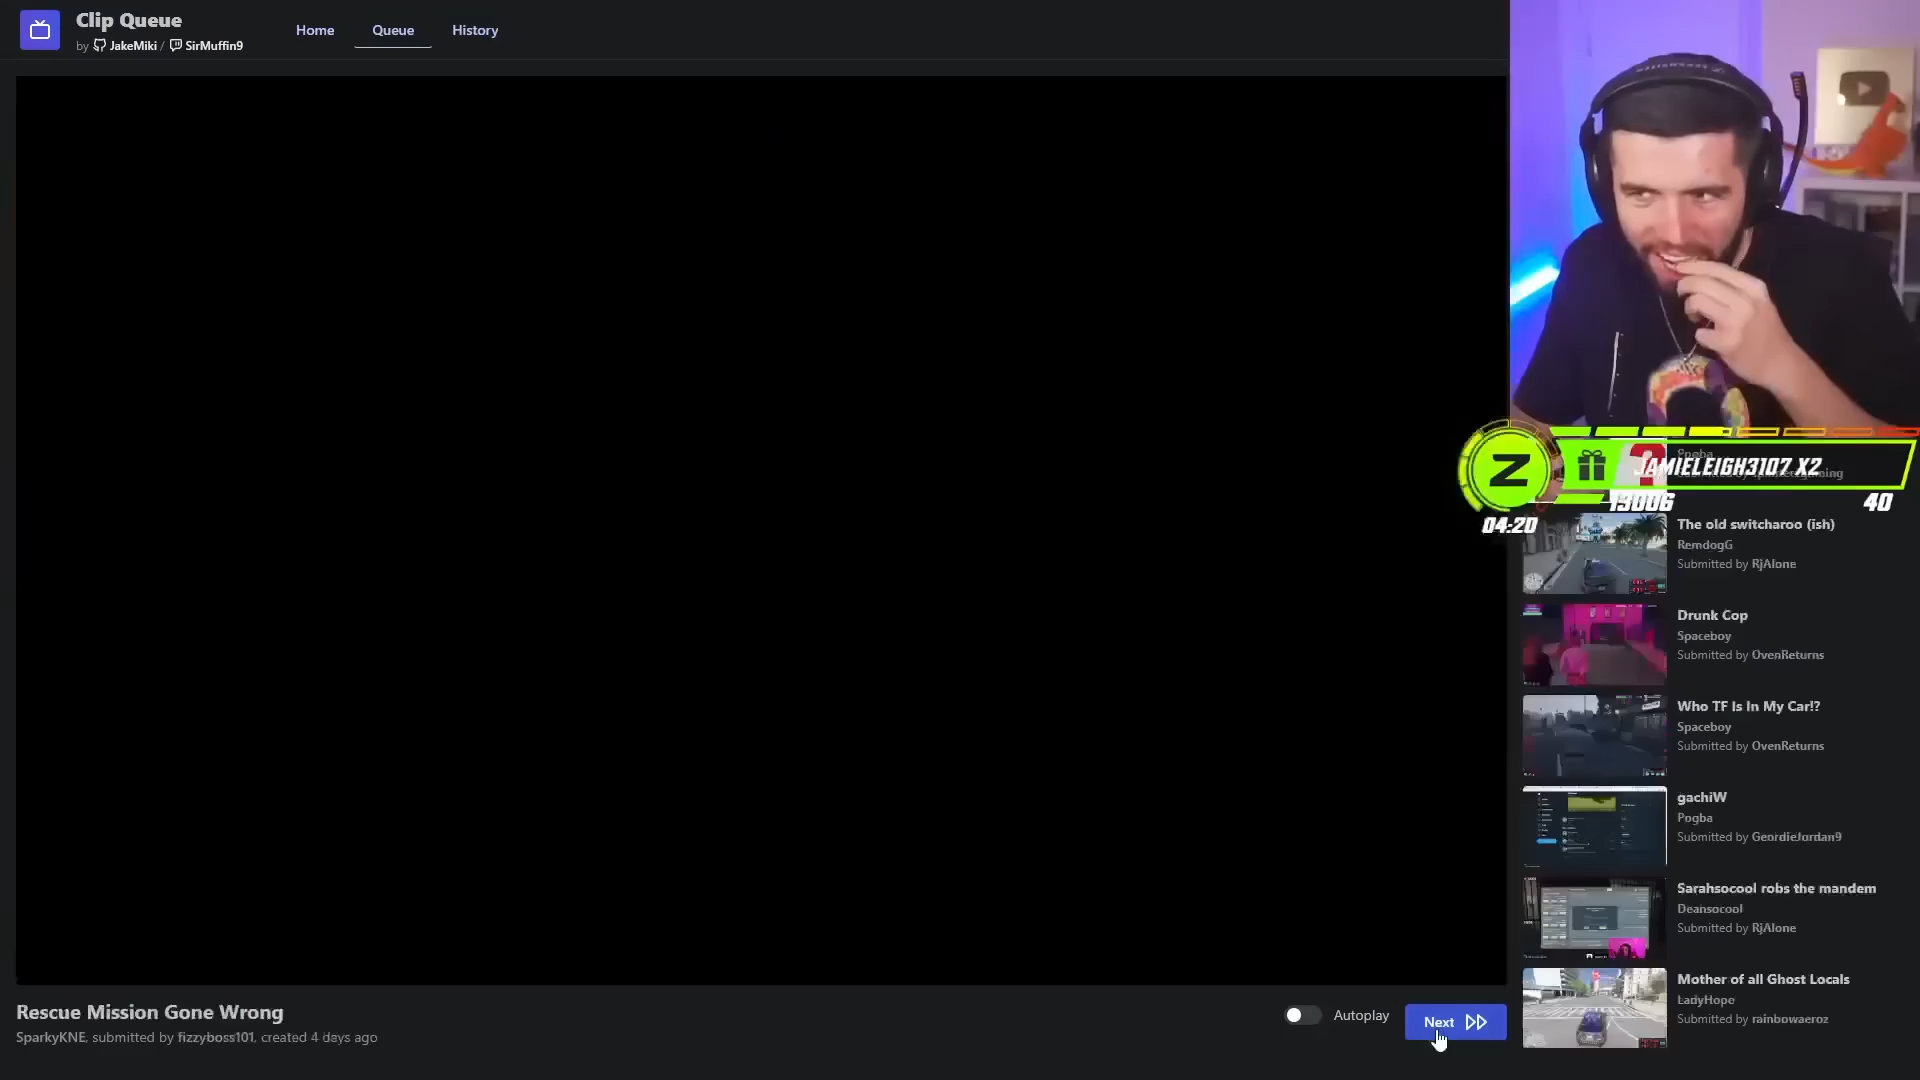 Clip Queue
by JakeMiki / SirMuffin9
Home
Queue
History
Z
JAMIELEIGH3107 X2
13006
40
04:20
Pogba
The old switcharoo (ish)
RemdogG
Submitted by RjAlone
Drunk Cop
Spaceboy
Submitted by OvenReturns
Who TF Is In My Car!?
Spaceboy
Submitted by OvenReturns
gachiW
Pogba
Submitted by GeordieJordan9
Sarahsocool robs the mandem
Deansocool
Submitted by RjAlone
Mother of all Ghost Locals
LadyHope
Submitted by rainbowaeroz
Rescue Mission Gone Wrong
SparkyKNE, submitted by fizzyboss101, created 4 days ago
Autoplay
Next